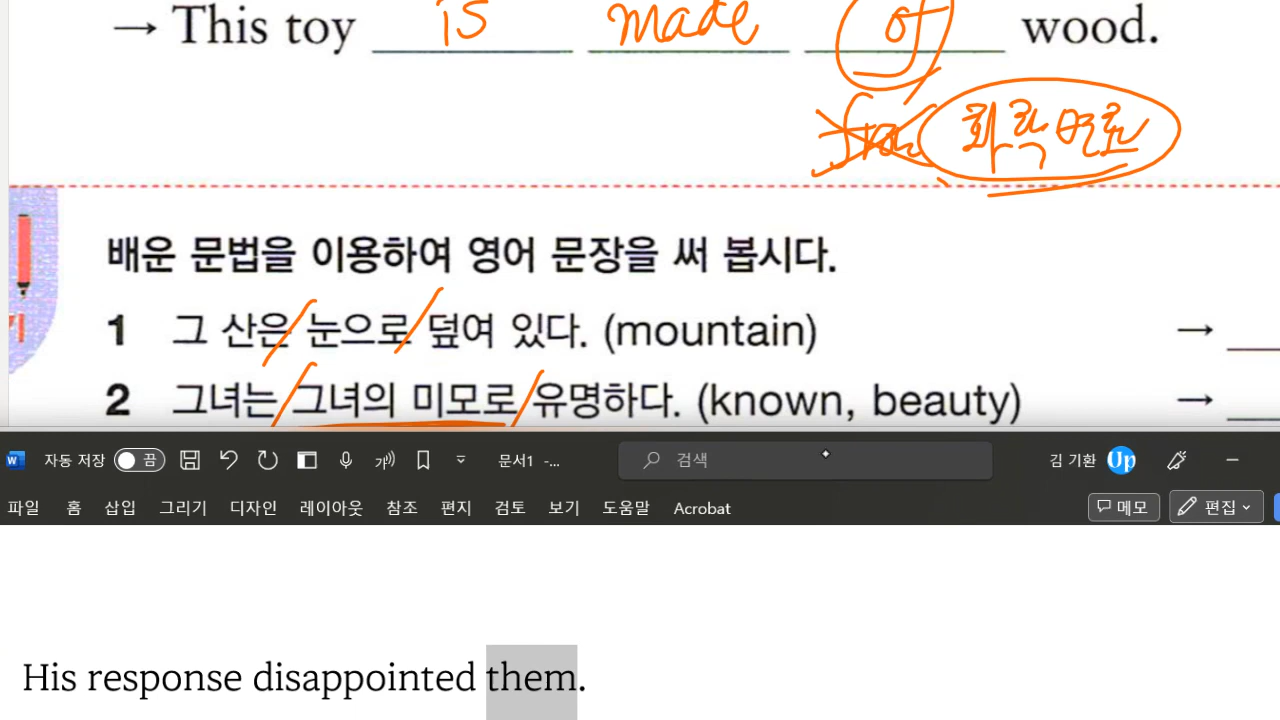 → This toy is made of wood.
화학 변화
배운 문법을 이용하여 영어 문장을 써 봅시다.
1 그 산은 눈으로 덮여 있다. (mountain) →
2 그녀는 그녀의 미모로 유명하다. (known, beauty) →
자동 저장 끔 가)) 문서1 -... 검색 김 기환 Up
파일 홈 삽입 그리기 디자인 레이아웃 참조 편지 검토 보기 도움말 Acrobat 메모 편집
His response disappointed them.